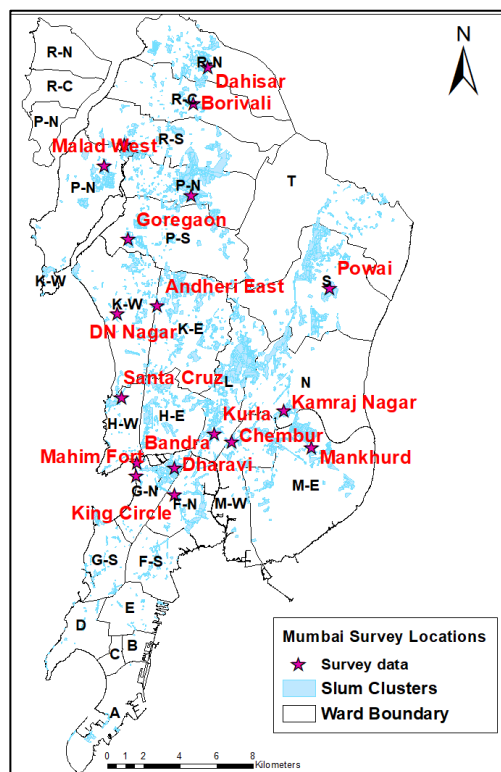 N
R-N
R-N
Dahisar
R-C
R-C
Borivali
P-N
R-S
Malad West
T
P-N
P-N
Goregaon
P-S
K-W
Powai
S
Andheri East
K-W
DN Nagar
K-E
Santa Cruz
L
N
Kamraj Nagar
H-E
Kurla
H-W
Bandra
Chembur
Mahim Fort
Dharavi
Mankhurd
G-N
M-E
F-N
M-W
King Circle
G-S
F-S
E
D
B
C
A
Mumbai Survey Locations
Survey data
Slum Clusters
Ward Boundary
0 1 2 4 6 8
Kilometers